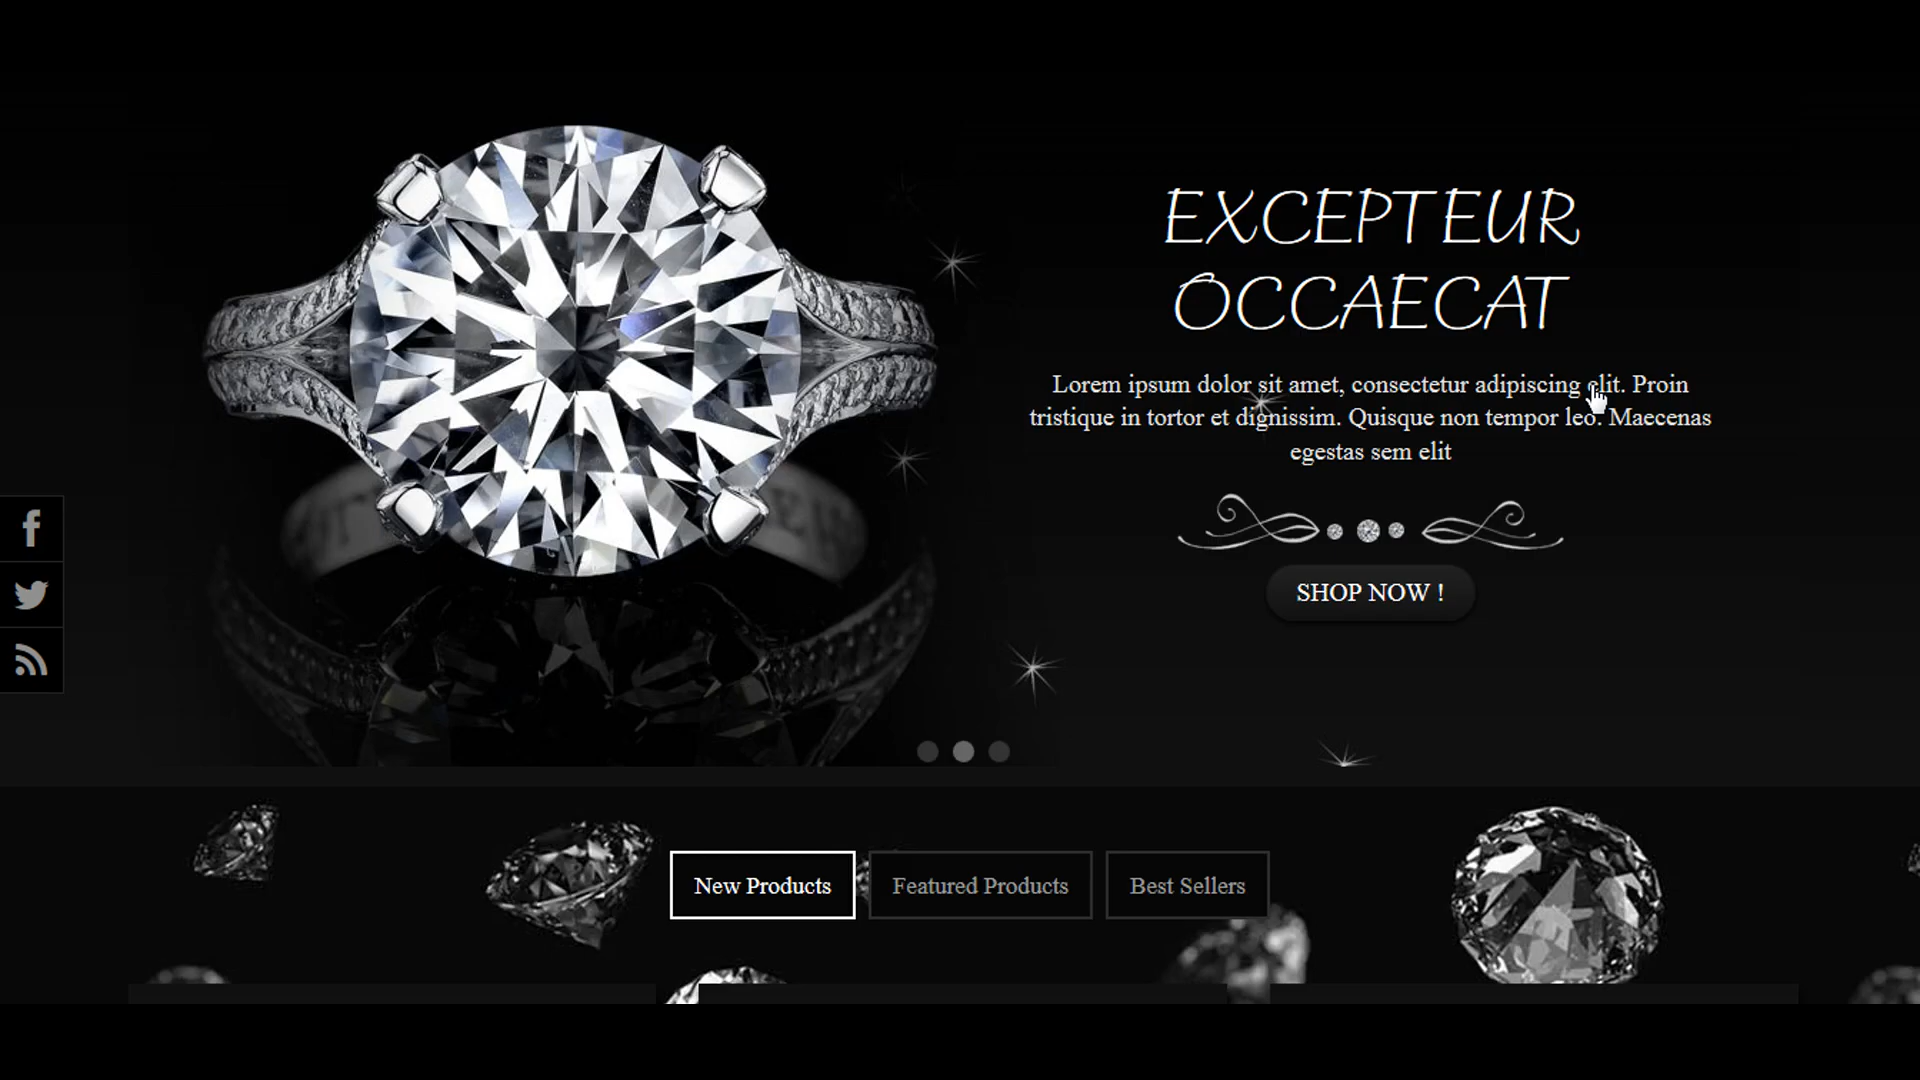 EXCEPTEUR
OCCAECAT
Lorem ipsum dolor sit amet, consectetur adipiscing elit. Proin
tristique in tortor et dignissim. Quisque non tempor leo. Maecenas
egestas sem elit
SHOP NOW !
New Products
Featured Products
Best Sellers